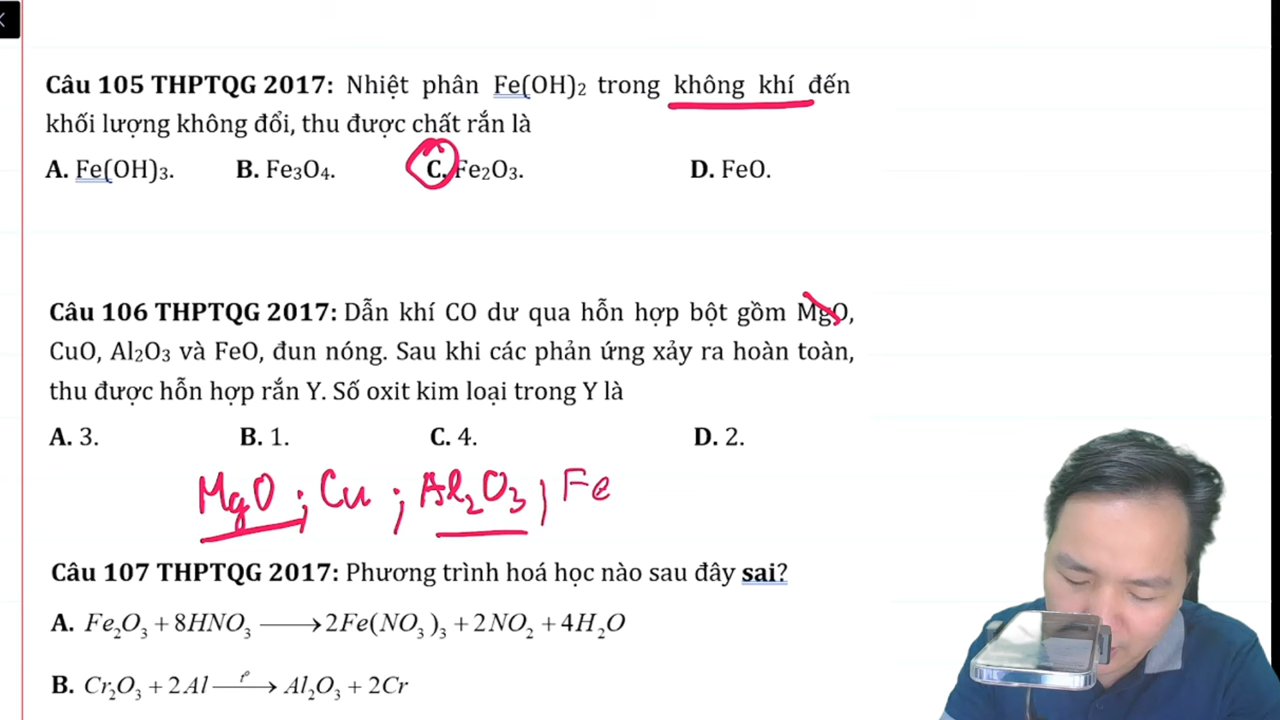 Câu 105 THPTQG 2017: Nhiệt phân Fe(OH)₂ trong không khí đến
khối lượng không đổi, thu được chất rắn là
A. Fe(OH)₃. B. Fe₃O₄. C. Fe₂O₃. D. FeO.
Câu 106 THPTQG 2017: Dẫn khí CO dư qua hỗn hợp bột gồm MgO,
CuO, Al₂O₃ và FeO, đun nóng. Sau khi các phản ứng xảy ra hoàn toàn,
thu được hỗn hợp rắn Y. Số oxit kim loại trong Y là
A. 3. B. 1. C. 4. D. 2.
MgO ; Cu ; Al₂O₃ ; Fe
Câu 107 THPTQG 2017: Phương trình hoá học nào sau đây sai?
A. Fe₂O₃ + 8HNO₃ ⟶ 2Fe(NO₃)₃ + 2NO₂ + 4H₂O
B. Cr₂O₃ + 2Al —t°→ Al₂O₃ + 2Cr